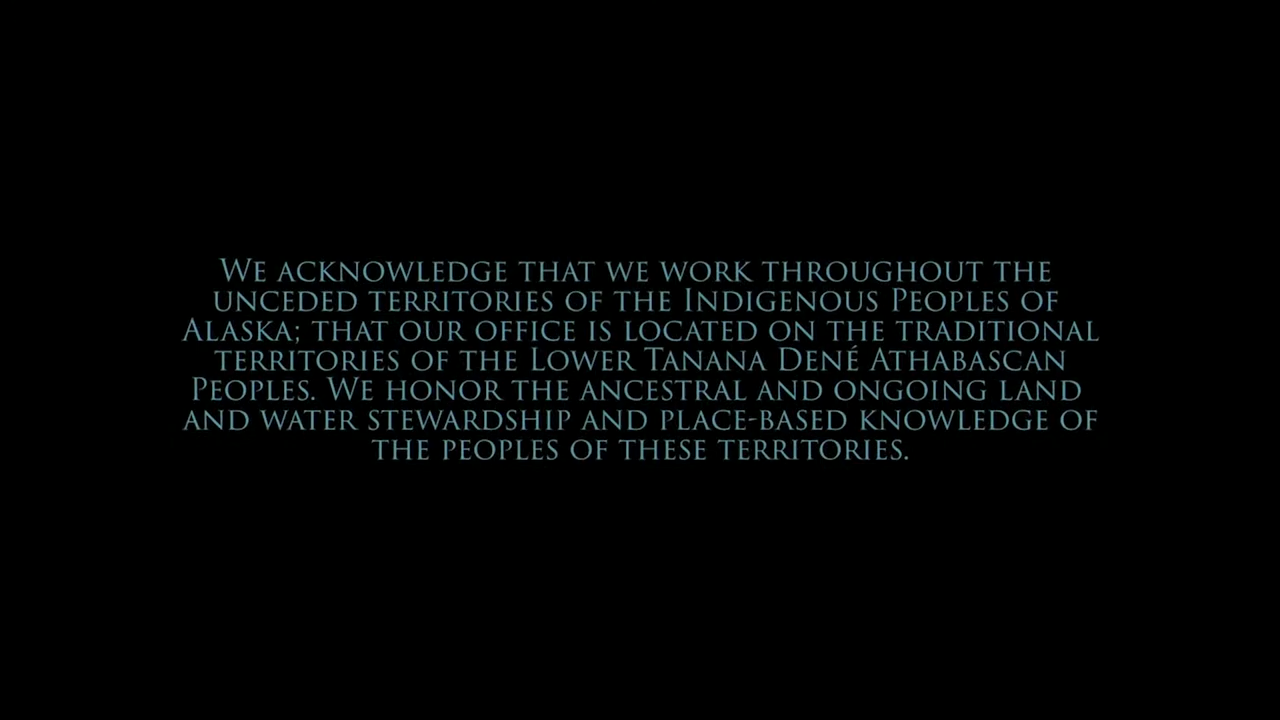 We acknowledge that we work throughout the
unceded territories of the Indigenous Peoples of
Alaska; that our office is located on the traditional
territories of the Lower Tanana Dené Athabascan
Peoples. We honor the ancestral and ongoing land
and water stewardship and place-based knowledge of
the peoples of these territories.